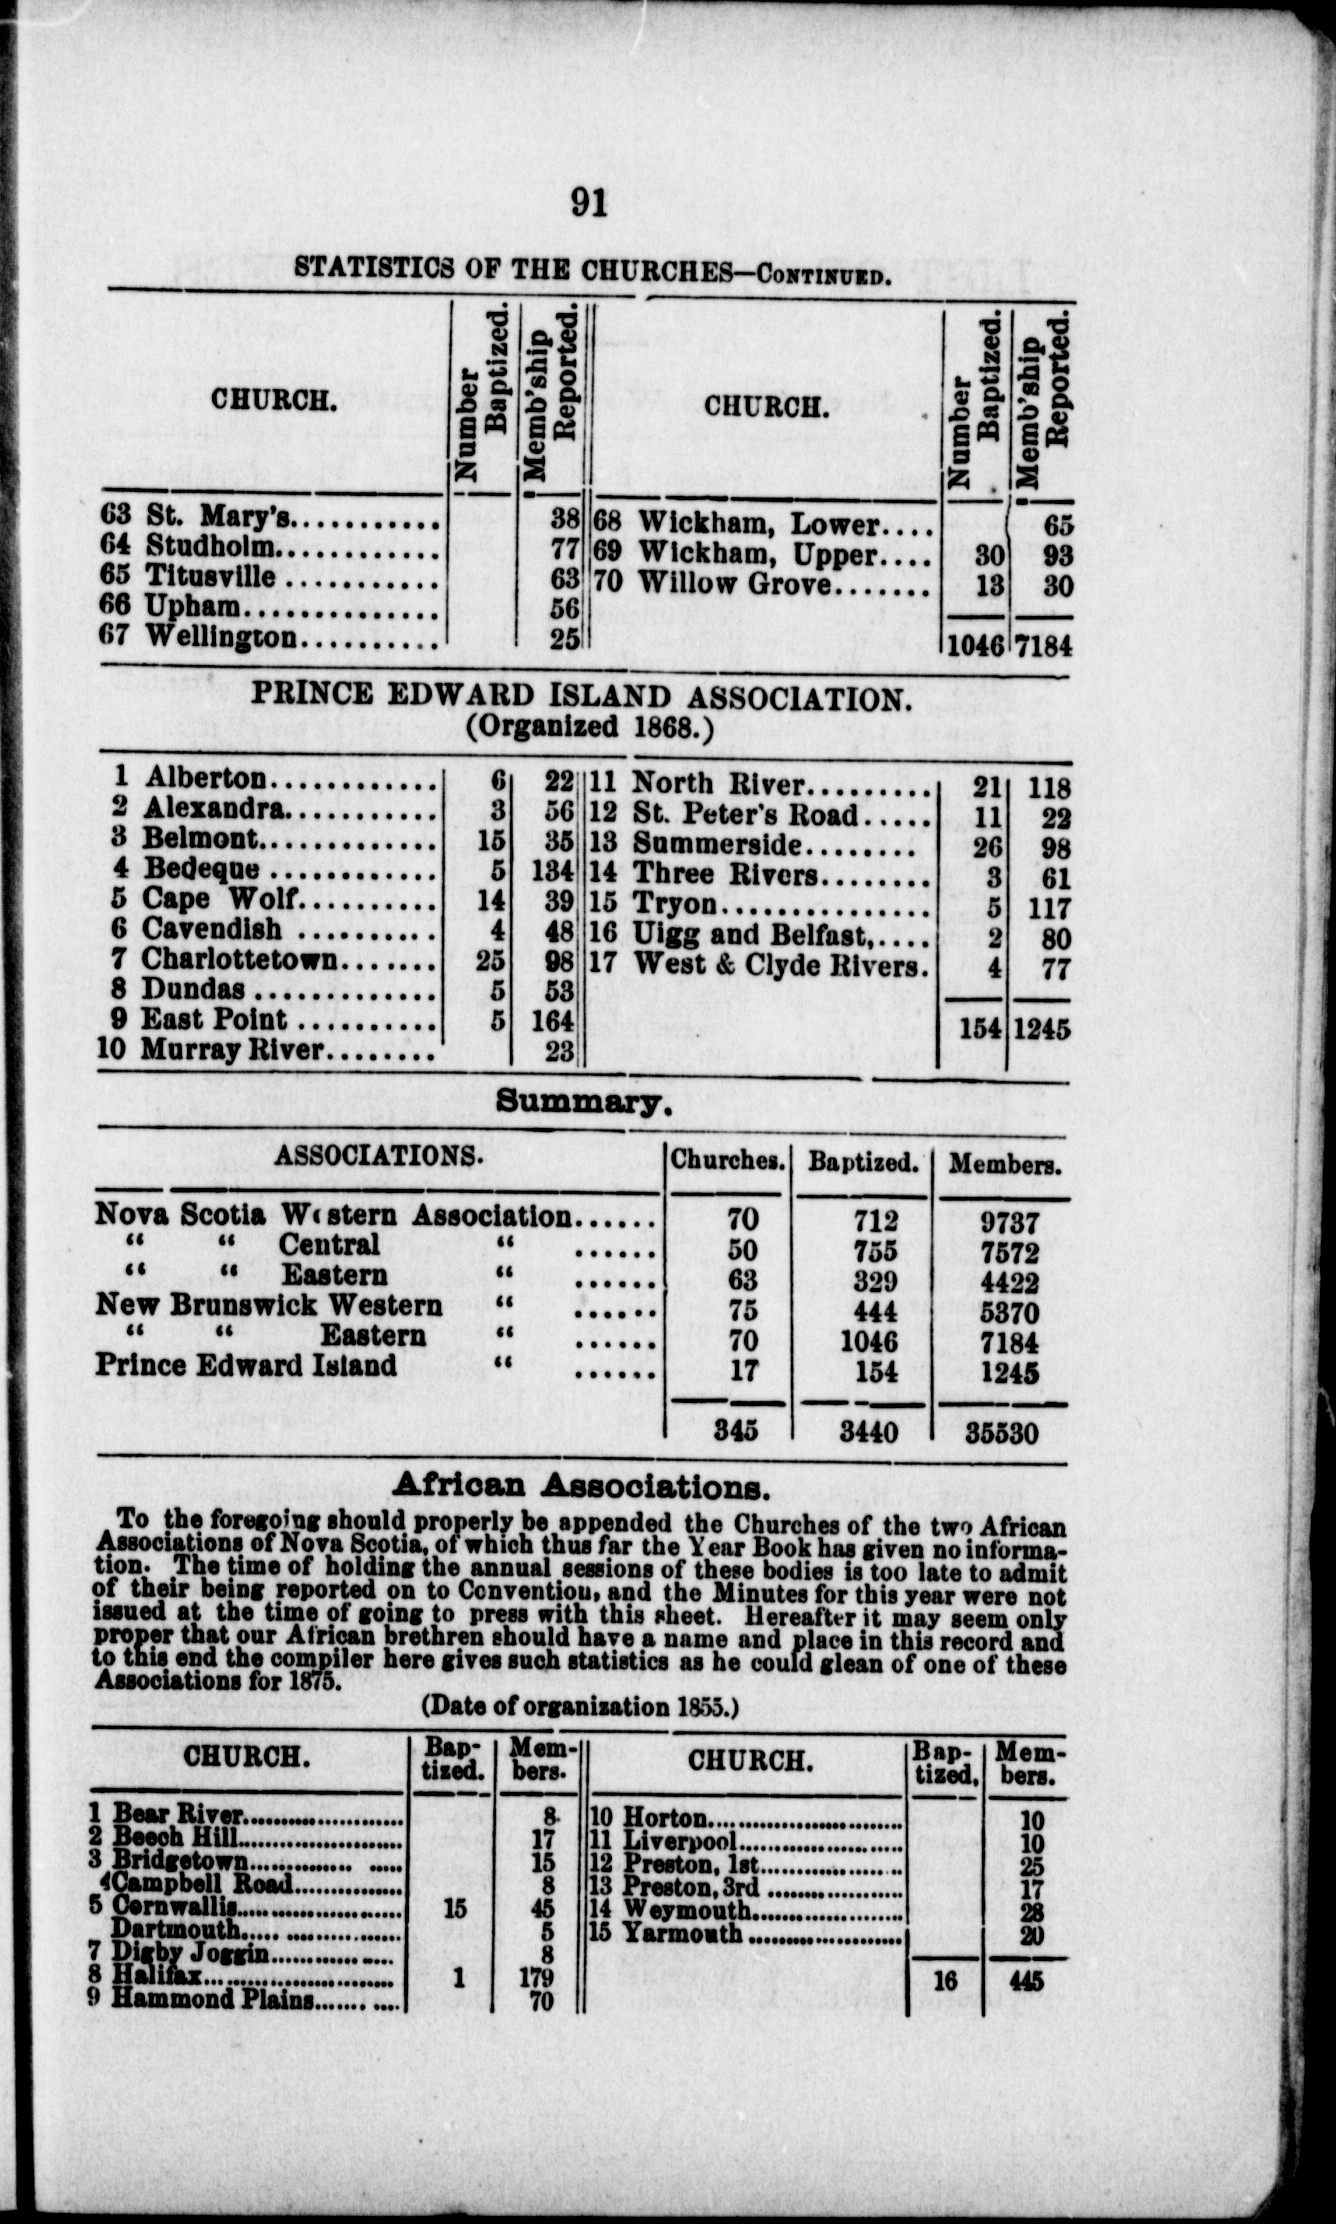 91
STATISTICS OF THE CHURCHES—CONTINUED.
CHURCH. Number Baptized. Memb'ship Reported. CHURCH. Number Baptized. Memb'ship Reported.
63 St. Mary's........... 38 68 Wickham, Lower.... 65
64 Studholm............ 77 69 Wickham, Upper.... 30 93
65 Titusville ........... 63 70 Willow Grove....... 13 30
66 Upham.............. 56
67 Wellington.......... 25 1046 7184
PRINCE EDWARD ISLAND ASSOCIATION.
(Organized 1868.)
1 Alberton............ 6 22 11 North River......... 21 118
2 Alexandra........... 3 56 12 St. Peter's Road..... 11 22
3 Belmont............. 15 35 13 Summerside........ 26 98
4 Bedeque ............ 5 134 14 Three Rivers........ 3 61
5 Cape Wolf.......... 14 39 15 Tryon............... 5 117
6 Cavendish .......... 4 48 16 Uigg and Belfast,.... 2 80
7 Charlottetown....... 25 98 17 West & Clyde Rivers. 4 77
8 Dundas ............. 5 53
9 East Point .......... 5 164 154 1245
10 Murray River........ 23
Summary.
ASSOCIATIONS. Churches. Baptized. Members.
Nova Scotia Western Association...... 70 712 9737
“ “ Central “ ...... 50 755 7572
“ “ Eastern “ ...... 63 329 4422
New Brunswick Western “ ...... 75 444 5370
“ “ Eastern “ ...... 70 1046 7184
Prince Edward Island “ ...... 17 154 1245
345 3440 35530
African Associations.
To the foregoing should properly be appended the Churches of the two African
Associations of Nova Scotia, of which thus far the Year Book has given no informa-
tion. The time of holding the annual sessions of these bodies is too late to admit
of their being reported on to Convention, and the Minutes for this year were not
issued at the time of going to press with this sheet. Hereafter it may seem only
proper that our African brethren should have a name and place in this record and
to this end the compiler here gives such statistics as he could glean of one of these
Associations for 1875.
(Date of organization 1855.)
CHURCH. Bap-tized. Mem-bers. CHURCH. Bap-tized. Mem-bers.
1 Bear River...................... 8 10 Horton.......................... 10
2 Beech Hill...................... 17 11 Liverpool....................... 10
3 Bridgetown.............. ..... 15 12 Preston, 1st.................... 25
4 Campbell Road............... 8 13 Preston, 3rd ................... 17
5 Cornwallis...................... 15 45 14 Weymouth..................... 28
Dartmouth..... ................ 5 15 Yarmouth ..................... 20
7 Digby Joggin................. 8
8 Halifax.......................... 1 179 16 445
9 Hammond Plains....... .... 70